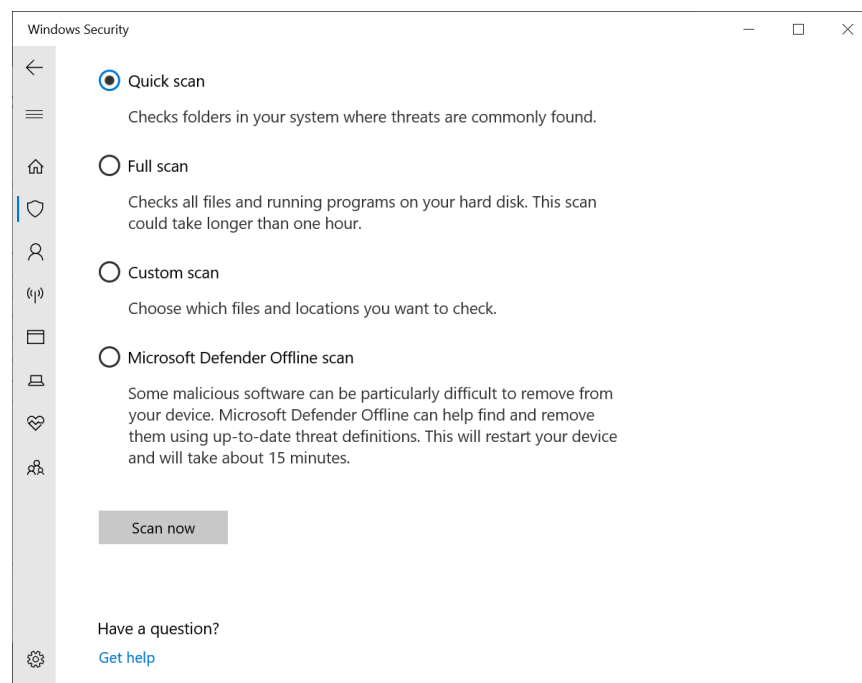 Windows Security
Quick scan
Checks folders in your system where threats are commonly found.
Full scan
Checks all files and running programs on your hard disk. This scan
could take longer than one hour.
Custom scan
Choose which files and locations you want to check.
Microsoft Defender Offline scan
Some malicious software can be particularly difficult to remove from
your device. Microsoft Defender Offline can help find and remove
them using up-to-date threat definitions. This will restart your device
and will take about 15 minutes.
Scan now
Have a question?
Get help